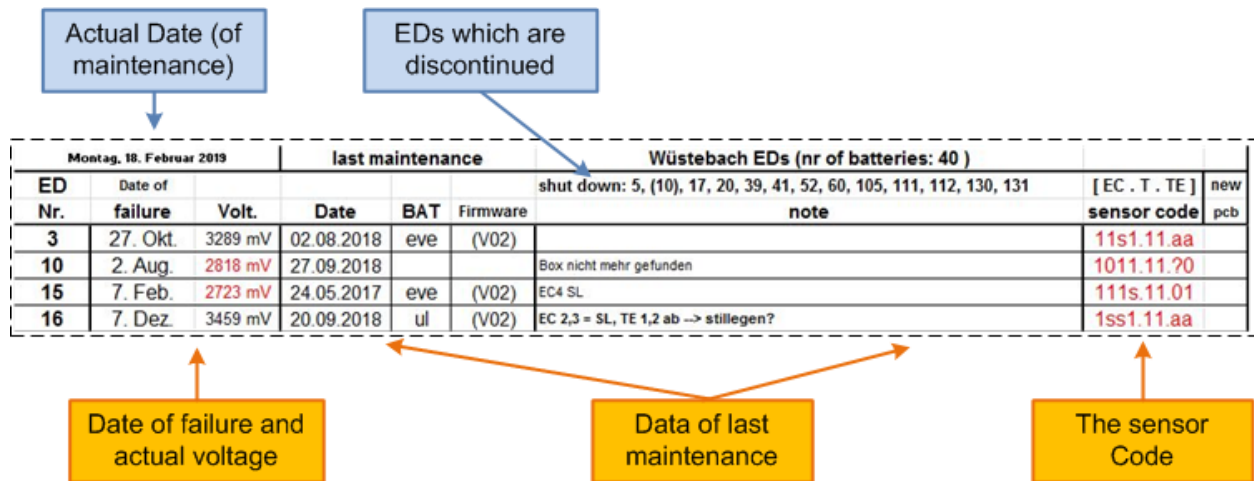 Actual Date (of
maintenance)
EDs which are
discontinued
Montag, 18. Februar 2019 last maintenance Wüstebach EDs (nr of batteries: 40 )
ED Date of shut down: 5, (10), 17, 20, 39, 41, 52, 60, 105, 111, 112, 130, 131 [ EC . T . TE ] new
Nr. failure Volt. Date BAT Firmware note sensor code pcb
3 27. Okt. 3289 mV 02.08.2018 eve (V02) 11s1.11.aa
10 2. Aug. 2818 mV 27.09.2018 Box nicht mehr gefunden 1011.11.?0
15 7. Feb. 2723 mV 24.05.2017 eve (V02) EC4 SL 111s.11.01
16 7. Dez. 3459 mV 20.09.2018 ul (V02) EC 2,3 = SL, TE 1,2 ab --> stillegen? 1ss1.11.aa
Date of failure and
actual voltage
Data of last
maintenance
The sensor
Code